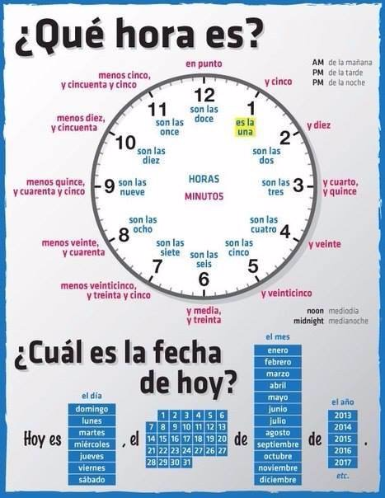 ¿Qué hora es?
AM de la mañana
PM de la tarde
PM de la noche
en punto
menos cinco,
y cincuenta y cinco
y cinco
menos diez,
y cincuenta
y diez
menos quince,
y cuarenta y cinco
y cuarto,
y quince
menos veinte,
y cuarenta
y veinte
menos veinticinco,
y treinta y cinco
y veinticinco
y media,
y treinta
12
son las
doce
1
es la
una
2
son las
dos
3
son las
tres
4
son las
cuatro
5
son las
cinco
6
son las
seis
7
son las
siete
8
son las
ocho
9
son las
nueve
10
son las
diez
11
son las
once
HORAS
MINUTOS
noon mediodía
midnight medianoche
¿Cuál es la fecha
de hoy?
Hoy es
el día
domingo
lunes
martes
miércoles
jueves
viernes
sábado
, el
1 2 3 4 5 6
7 8 9 10 11 12 13
14 15 16 17 18 19 20
21 22 23 24 25 26 27
28 29 30 31
de
el mes
enero
febrero
marzo
abril
mayo
junio
julio
agosto
septiembre
octubre
noviembre
diciembre
de
el año
2013
2014
2015
2016
2017
etc.
.